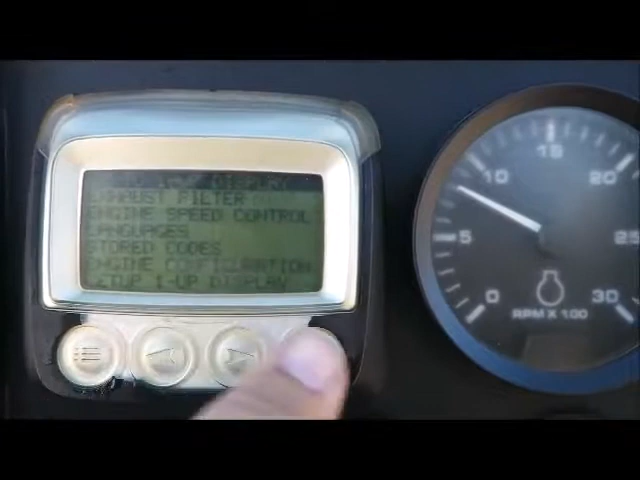 EXHAUST FILTER
ENGINE SPEED CONTROL
LANGUAGES
STORED CODES
ENGINE CONFIGURATION
SETUP 1-UP DISPLAY
0
5
10
15
20
25
30
RPM X 100